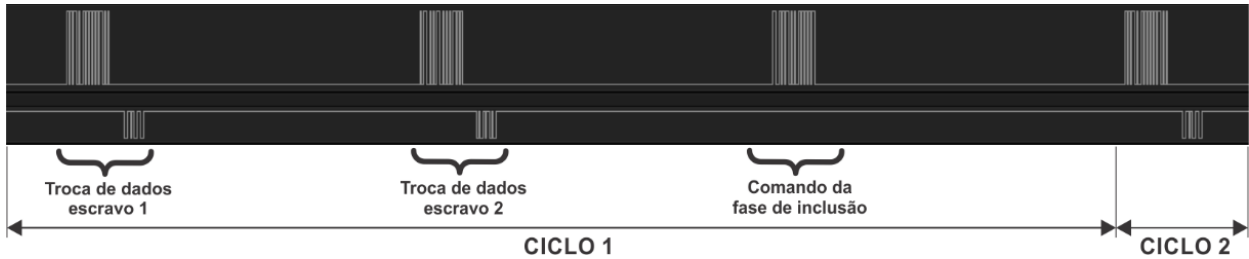 Troca de dados
escravo 1
Troca de dados
escravo 2
Comando da
fase de inclusão
CICLO 1
CICLO 2